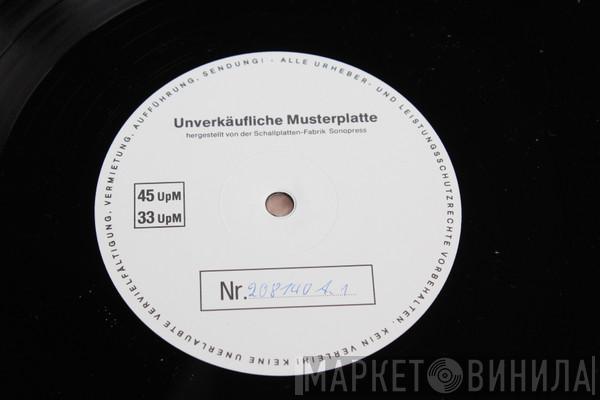 Unverkäufliche Musterplatte
hergestellt von der Schallplatten-Fabrik Sonopress
45 UpM
33 UpM
Nr. 208140 A 1
KEINE UNERLAUBTE VERVIELFÄLTIGUNG, VERMIETUNG, AUFFÜHRUNG, SENDUNG! - ALLE URHEBER- UND LEISTUNGSSCHUTZRECHTE VORBEHALTEN. KEIN VERLEIH!
МАРКЕТ ВИНИЛА